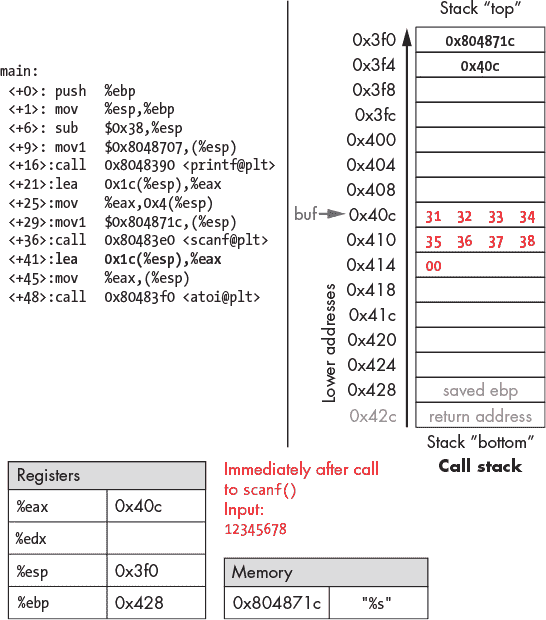 main:
<+0>: push %ebp
<+1>: mov %esp,%ebp
<+6>: sub $0x38,%esp
<+9>: movl $0x8048707,(%esp)
<+16>:call 0x8048390 <printf@plt>
<+21>:lea 0x1c(%esp),%eax
<+25>:mov %eax,0x4(%esp)
<+29>:movl $0x804871c,(%esp)
<+36>:call 0x80483e0 <scanf@plt>
<+41>:lea 0x1c(%esp),%eax
<+45>:mov %eax,(%esp)
<+48>:call 0x80483f0 <atoi@plt>
Stack "top"
0x3f0 0x804871c
0x3f4 0x40c
0x3f8
0x3fc
0x400
0x404
0x408
buf 0x40c 31 32 33 34
0x410 35 36 37 38
0x414 00
0x418
0x41c
0x420
0x424
0x428 saved ebp
0x42c return address
Lower addresses
Stack "bottom"
Call stack
Registers
%eax 0x40c
%edx
%esp 0x3f0
%ebp 0x428
Immediately after call
to scanf()
Input:
12345678
Memory
0x804871c "%s"